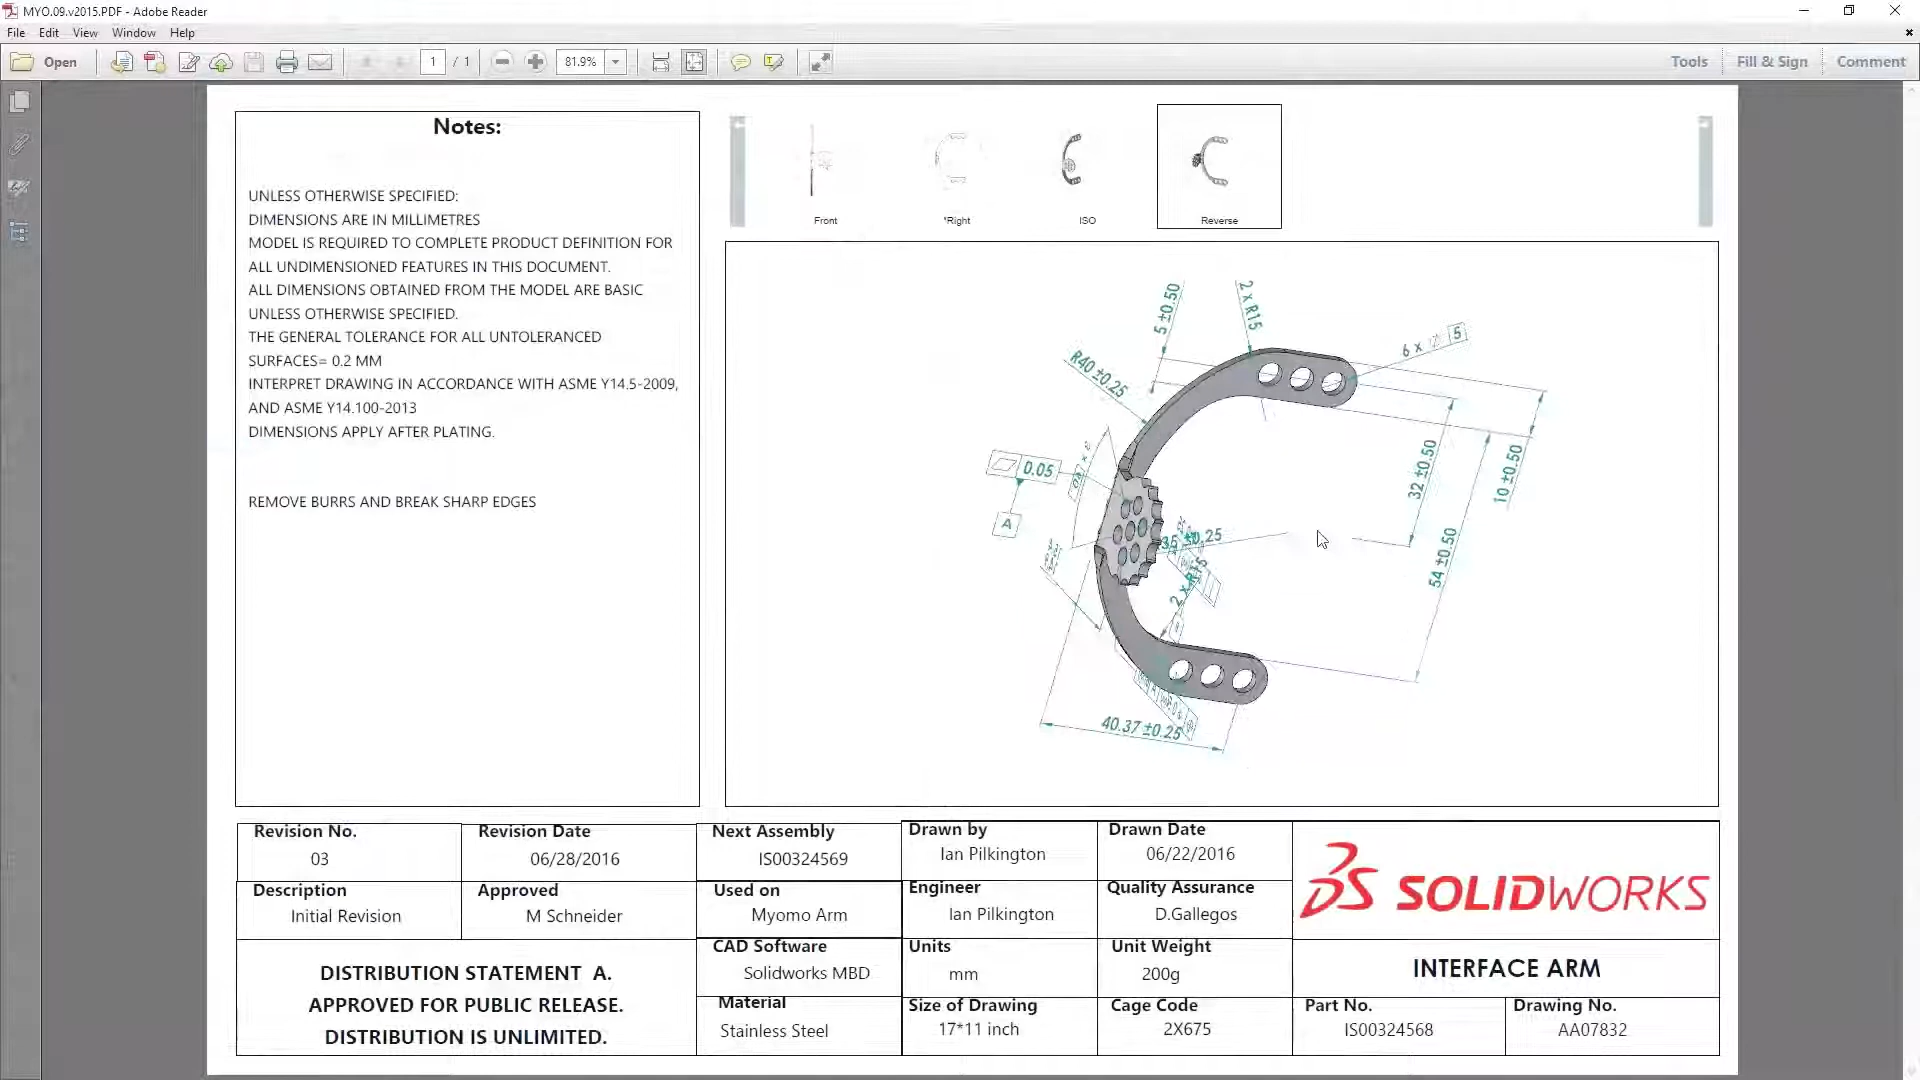 MYO.09.v2015.PDF - Adobe Reader
File Edit View Window Help
Open 1 / 1 81.9% Tools Fill & Sign Comment
Notes:
UNLESS OTHERWISE SPECIFIED:
DIMENSIONS ARE IN MILLIMETRES
MODEL IS REQUIRED TO COMPLETE PRODUCT DEFINITION FOR
ALL UNDIMENSIONED FEATURES IN THIS DOCUMENT.
ALL DIMENSIONS OBTAINED FROM THE MODEL ARE BASIC
UNLESS OTHERWISE SPECIFIED.
THE GENERAL TOLERANCE FOR ALL UNTOLERANCED
SURFACES= 0.2 MM
INTERPRET DRAWING IN ACCORDANCE WITH ASME Y14.5-2009,
AND ASME Y14.100-2013
DIMENSIONS APPLY AFTER PLATING.
REMOVE BURRS AND BREAK SHARP EDGES
Front
*Right
ISO
Reverse
5 ±0.50
2 x R15
6 x ∅ 5
R40 ±0.25
0.05
A
32 ±0.50
10 ±0.50
35 ±0.25
54 ±0.50
2 x R15
40.37 ±0.25
Revision No.
03
Revision Date
06/28/2016
Next Assembly
IS00324569
Drawn by
Ian Pilkington
Drawn Date
06/22/2016
Description
Initial Revision
Approved
M Schneider
Used on
Myomo Arm
Engineer
Ian Pilkington
Quality Assurance
D.Gallegos
SOLIDWORKS
DISTRIBUTION STATEMENT A.
APPROVED FOR PUBLIC RELEASE.
DISTRIBUTION IS UNLIMITED.
CAD Software
Solidworks MBD
Units
mm
Unit Weight
200g
INTERFACE ARM
Material
Stainless Steel
Size of Drawing
17*11 inch
Cage Code
2X675
Part No.
IS00324568
Drawing No.
AA07832